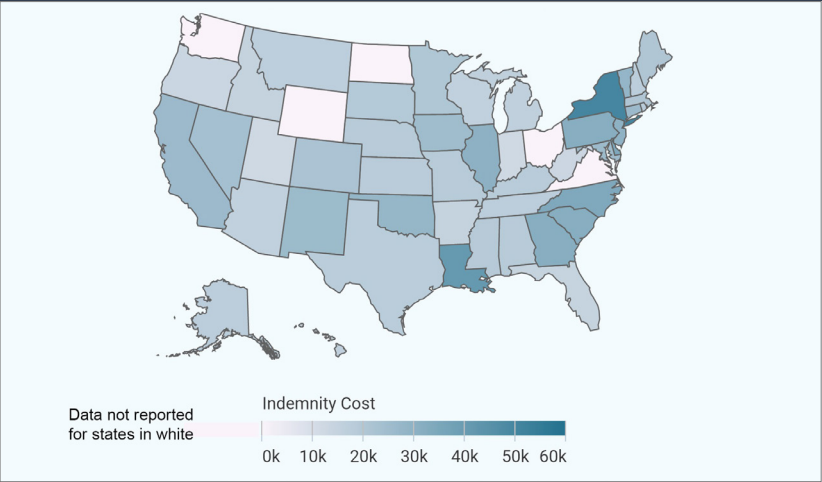 Indemnity Cost
Data not reported
for states in white
0k 10k 20k 30k 40k 50k 60k